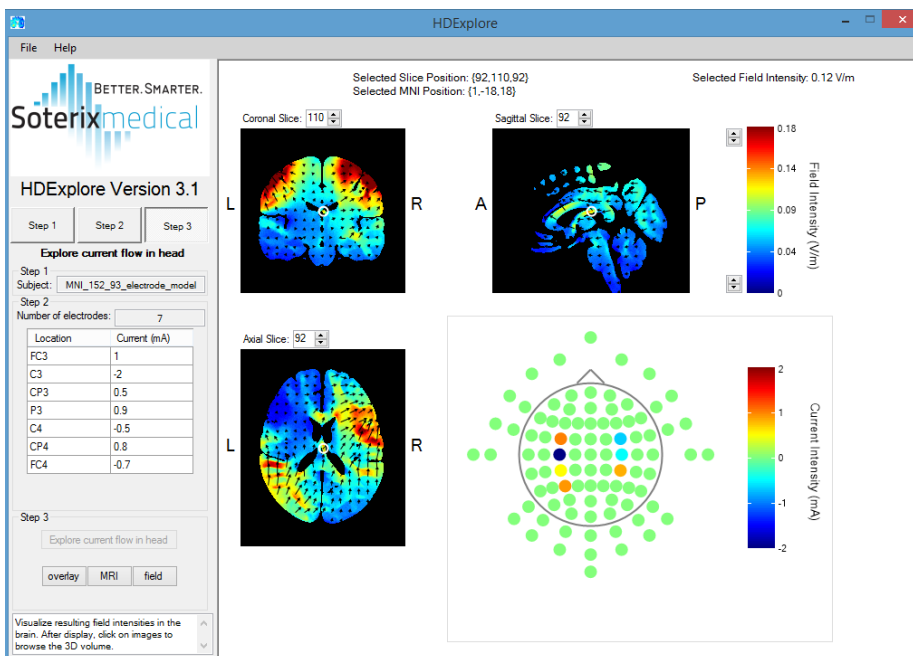 HDExplore
File Help
BETTER. SMARTER.
Soterixmedical
HDExplore Version 3.1
Step 1 Step 2 Step 3
Explore current flow in head
Step 1
Subject: MNI_152_93_electrode_model
Step 2
Number of electrodes: 7
Location Current (mA)
FC3 1
C3 -2
CP3 0.5
P3 0.9
C4 -0.5
CP4 0.8
FC4 -0.7
Step 3
Explore current flow in head
overlay MRI field
Visualize resulting field intensities in the
brain. After display, click on images to
browse the 3D volume.
Selected Slice Position: {92,110,92}
Selected MNI Position: {1,-18,18}
Selected Field Intensity: 0.12 V/m
Coronal Slice: 110
L R
Sagittal Slice: 92
A P
0.18
0.14
0.09
0.04
0
Field Intensity (V/m)
Axial Slice: 92
L R
2
1
0
-1
-2
Current Intensity (mA)